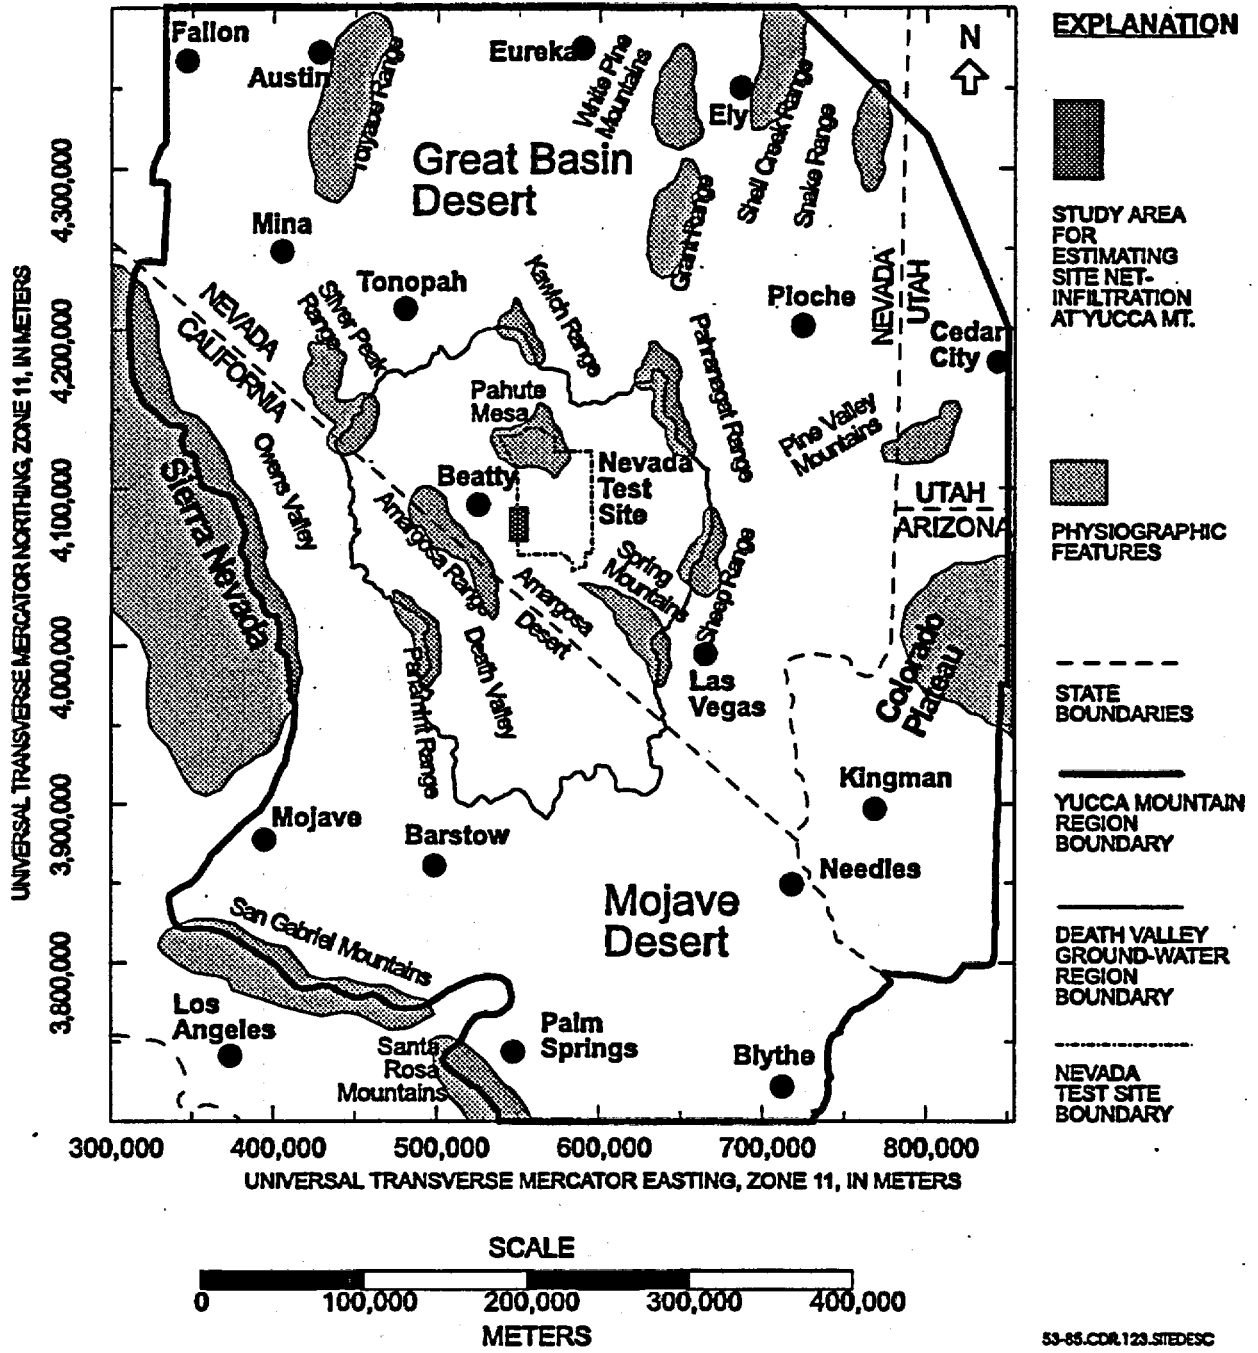 Fallon
Austin
Toiyabe Range
Eureka
White Pine
Mountains
Ely
Shell Creek Range
Snake Range
N
Great Basin
Desert
Grant Range
Mina
Tonopah
Kawich Range
Pioche
NEVADA
UTAH
Cedar
City
NEVADA
CALIFORNIA
Silver Peak
Range
Pahranagat Range
Pahute
Mesa
Pine Valley
Mountains
Owens Valley
Sierra Nevada
Beatty
Nevada
Test
Site
UTAH
ARIZONA
Amargosa Range
Amargosa
Desert
Spring
Mountains
Sheep Range
Death Valley
Panamint Range
Las
Vegas
Colorado
Plateau
Kingman
Mojave
Barstow
Needles
Mojave
Desert
San Gabriel Mountains
Los
Angeles
Santa
Rosa
Mountains
Palm
Springs
Blythe
UNIVERSAL TRANSVERSE MERCATOR NORTHING, ZONE 11, IN METERS
4,300,000
4,200,000
4,100,000
4,000,000
3,900,000
3,800,000
300,000
400,000
500,000
600,000
700,000
800,000
UNIVERSAL TRANSVERSE MERCATOR EASTING, ZONE 11, IN METERS
SCALE
0
100,000
200,000
300,000
400,000
METERS
EXPLANATION
STUDY AREA
FOR
ESTIMATING
SITE NET-
INFILTRATION
AT YUCCA MT.
PHYSIOGRAPHIC
FEATURES
STATE
BOUNDARIES
YUCCA MOUNTAIN
REGION
BOUNDARY
DEATH VALLEY
GROUND-WATER
REGION
BOUNDARY
NEVADA
TEST SITE
BOUNDARY
53-85.CDR.123.SITEDESC